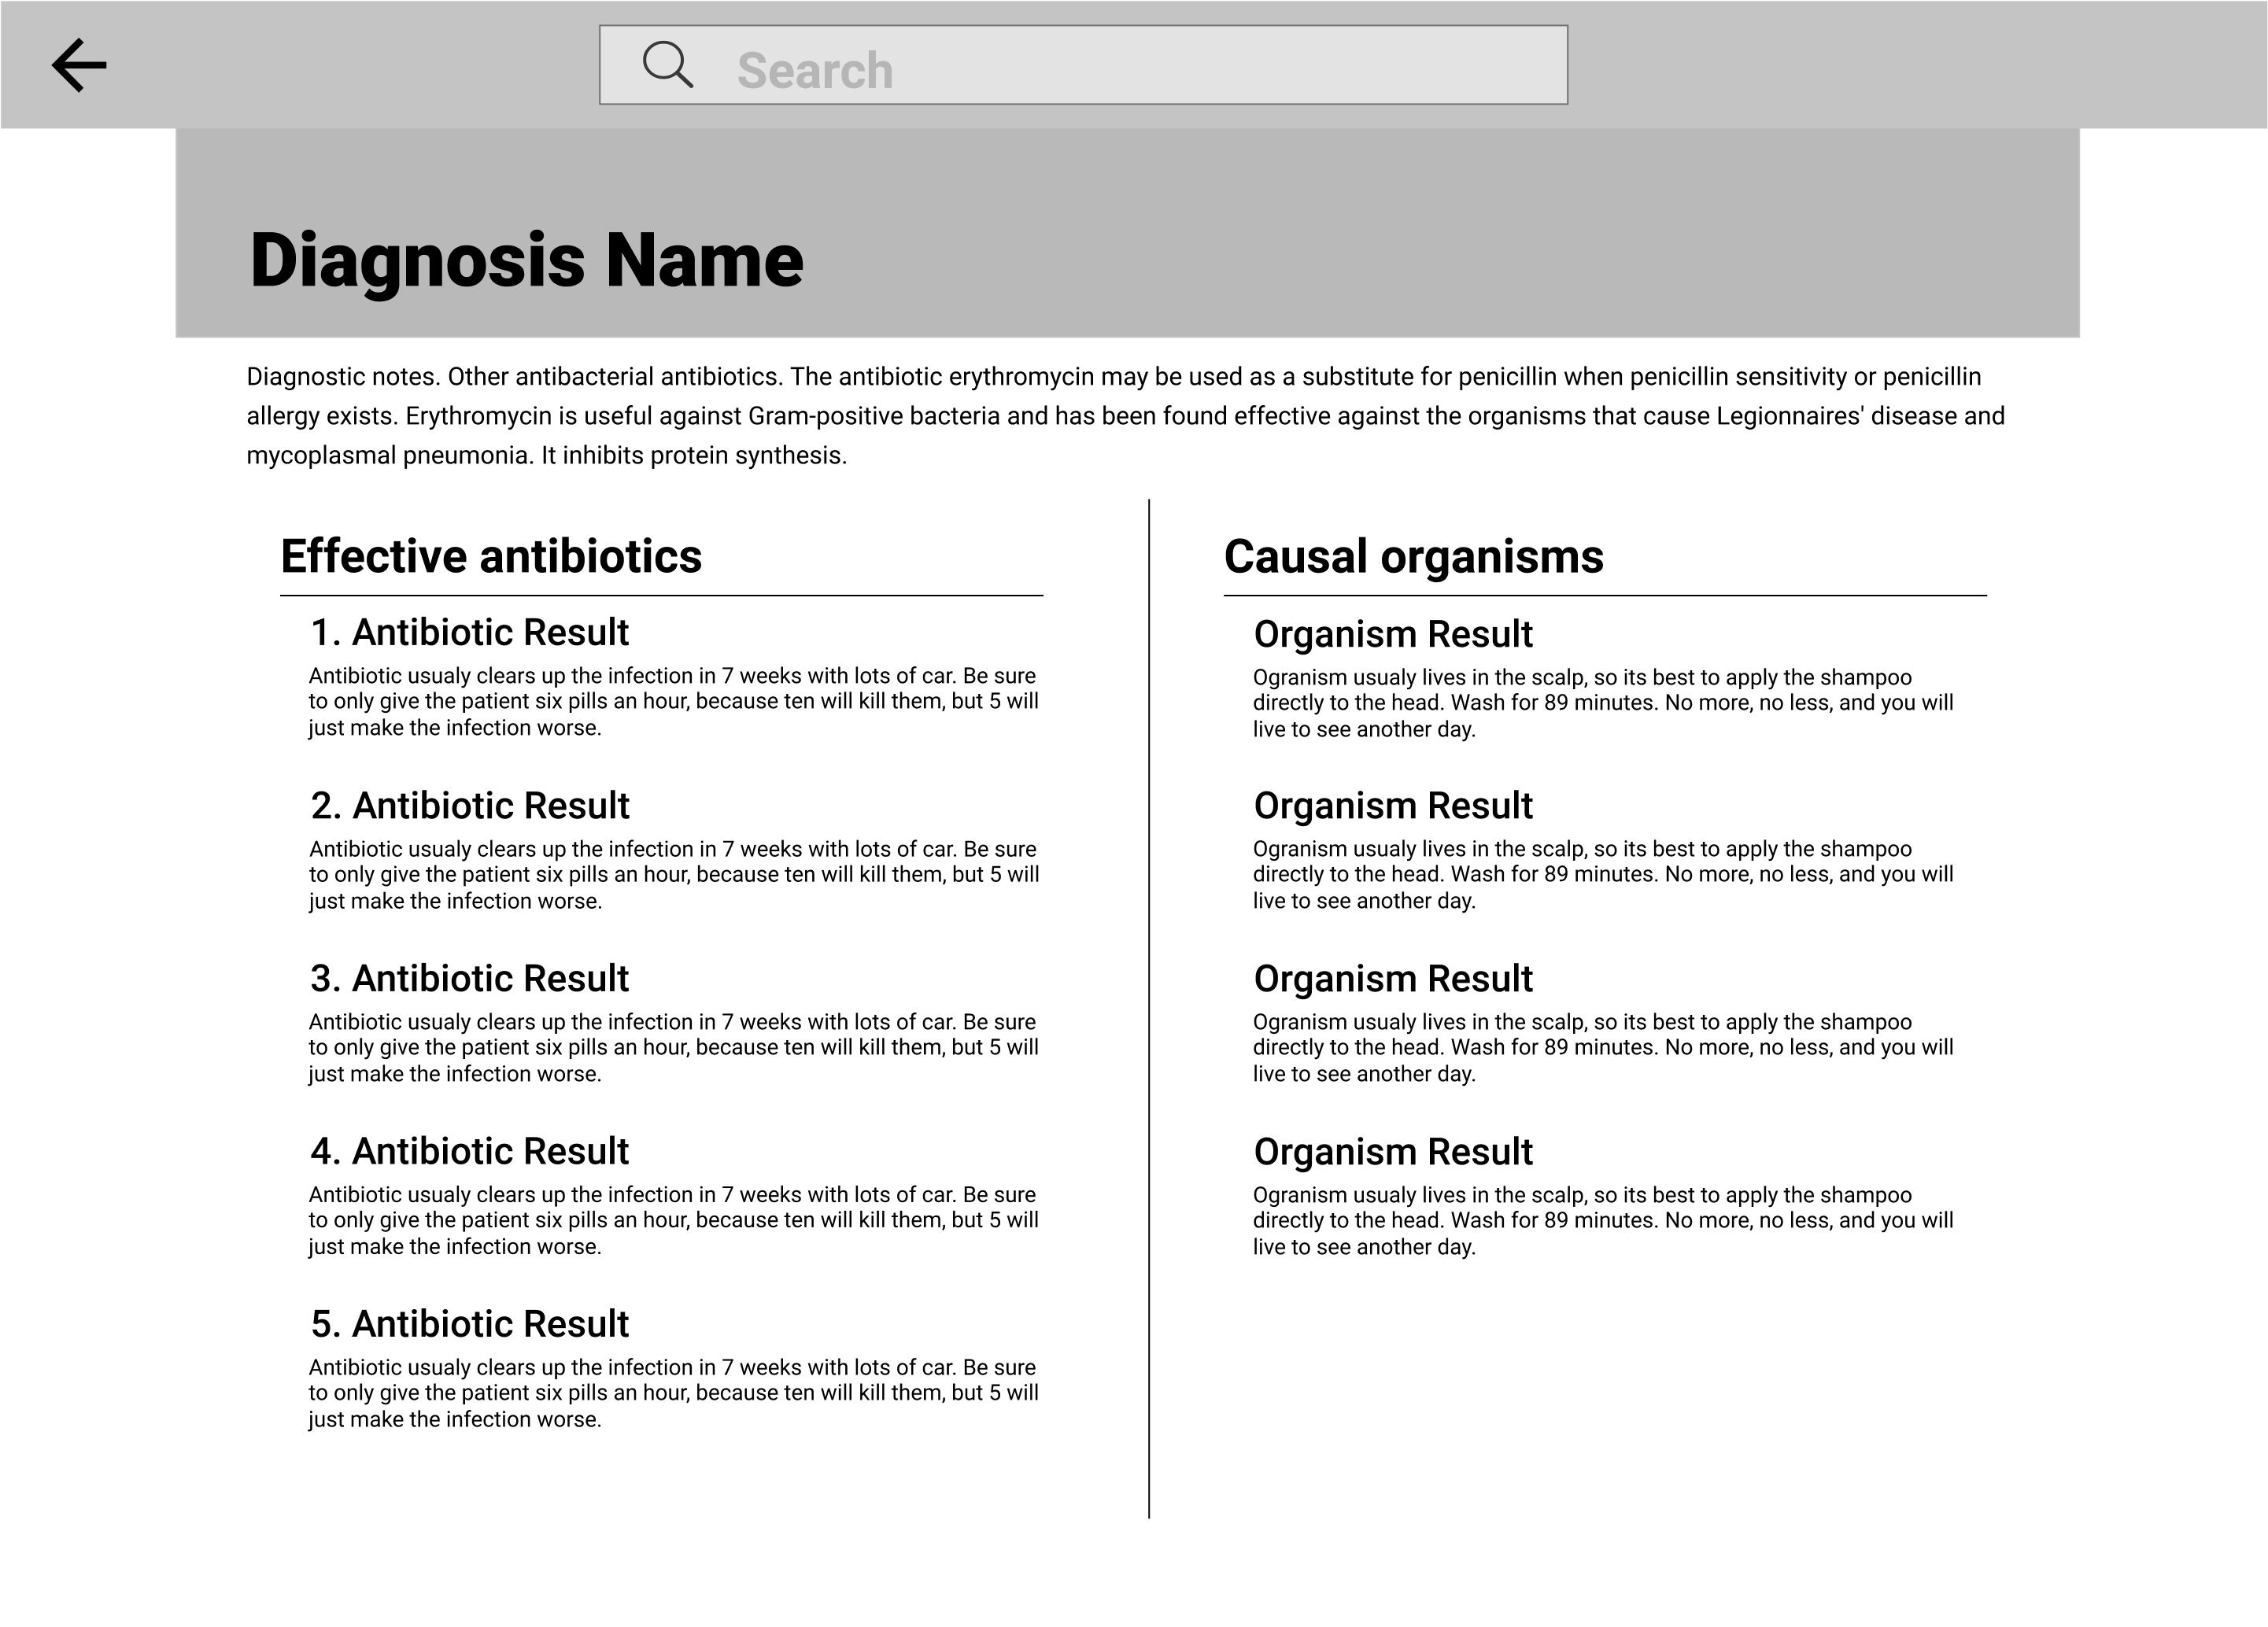 Search
Diagnosis Name
Diagnostic notes. Other antibacterial antibiotics. The antibiotic erythromycin may be used as a substitute for penicillin when penicillin sensitivity or penicillin
allergy exists. Erythromycin is useful against Gram-positive bacteria and has been found effective against the organisms that cause Legionnaires' disease and
mycoplasmal pneumonia. It inhibits protein synthesis.
Effective antibiotics
1. Antibiotic Result
Antibiotic usualy clears up the infection in 7 weeks with lots of car. Be sure
to only give the patient six pills an hour, because ten will kill them, but 5 will
just make the infection worse.
2. Antibiotic Result
Antibiotic usualy clears up the infection in 7 weeks with lots of car. Be sure
to only give the patient six pills an hour, because ten will kill them, but 5 will
just make the infection worse.
3. Antibiotic Result
Antibiotic usualy clears up the infection in 7 weeks with lots of car. Be sure
to only give the patient six pills an hour, because ten will kill them, but 5 will
just make the infection worse.
4. Antibiotic Result
Antibiotic usualy clears up the infection in 7 weeks with lots of car. Be sure
to only give the patient six pills an hour, because ten will kill them, but 5 will
just make the infection worse.
5. Antibiotic Result
Antibiotic usualy clears up the infection in 7 weeks with lots of car. Be sure
to only give the patient six pills an hour, because ten will kill them, but 5 will
just make the infection worse.
Causal organisms
Organism Result
Ogranism usualy lives in the scalp, so its best to apply the shampoo
directly to the head. Wash for 89 minutes. No more, no less, and you will
live to see another day.
Organism Result
Ogranism usualy lives in the scalp, so its best to apply the shampoo
directly to the head. Wash for 89 minutes. No more, no less, and you will
live to see another day.
Organism Result
Ogranism usualy lives in the scalp, so its best to apply the shampoo
directly to the head. Wash for 89 minutes. No more, no less, and you will
live to see another day.
Organism Result
Ogranism usualy lives in the scalp, so its best to apply the shampoo
directly to the head. Wash for 89 minutes. No more, no less, and you will
live to see another day.